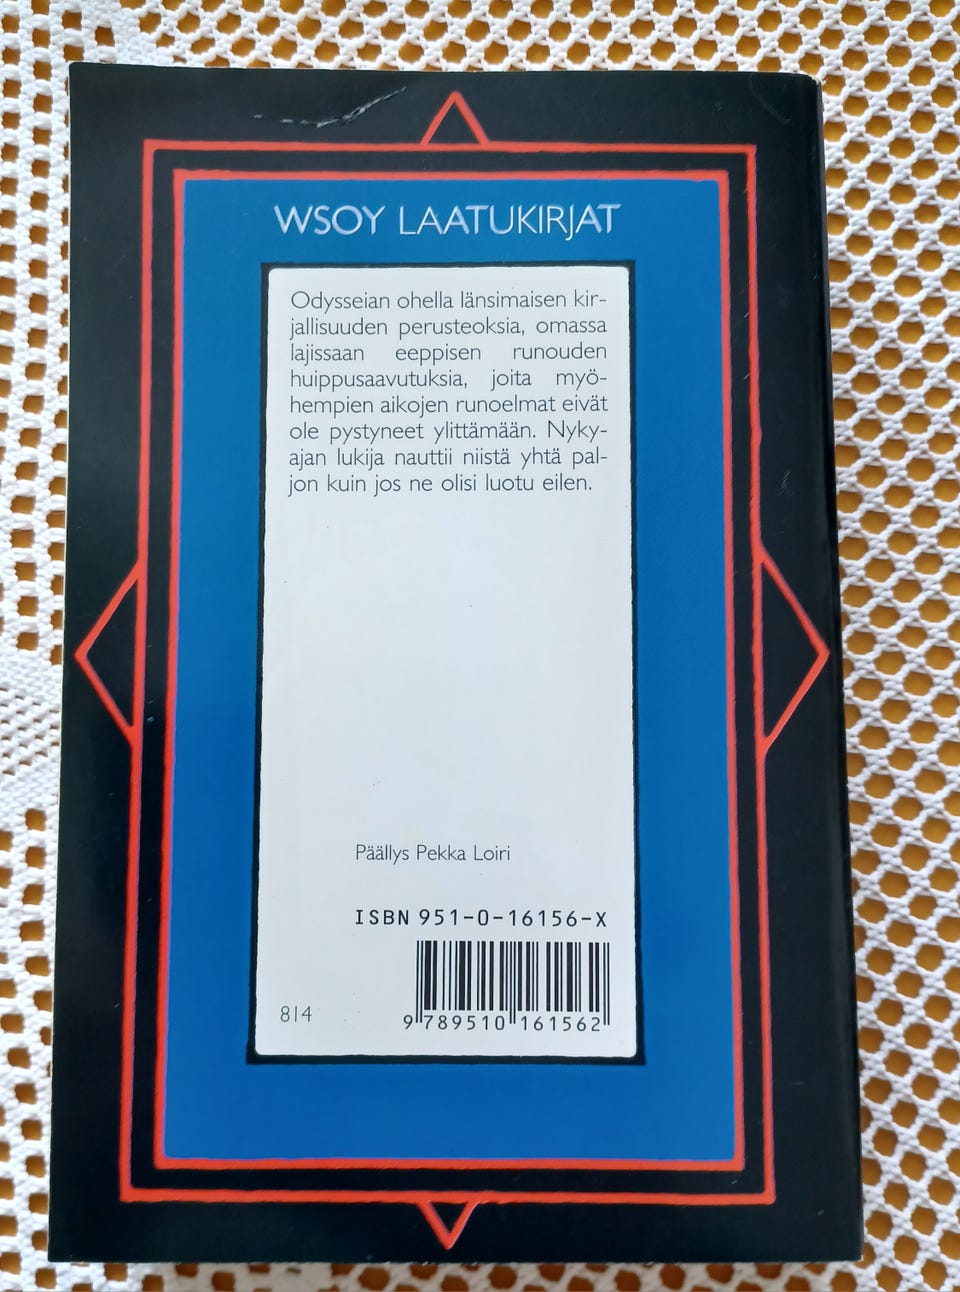 WSOY LAATUKIRJAT
Odysseian ohella länsimaisen kir-
jallisuuden perusteoksia, omassa
lajissaan eeppisen runouden
huippusaavutuksia, joita myö-
hempien aikojen runoelmat eivät
ole pystyneet ylittämään. Nyky-
ajan lukija nauttii niistä yhtä pal-
jon kuin jos ne olisi luotu eilen.
Päällys Pekka Loiri
ISBN 951-0-16156-X
814
9 789510 161562